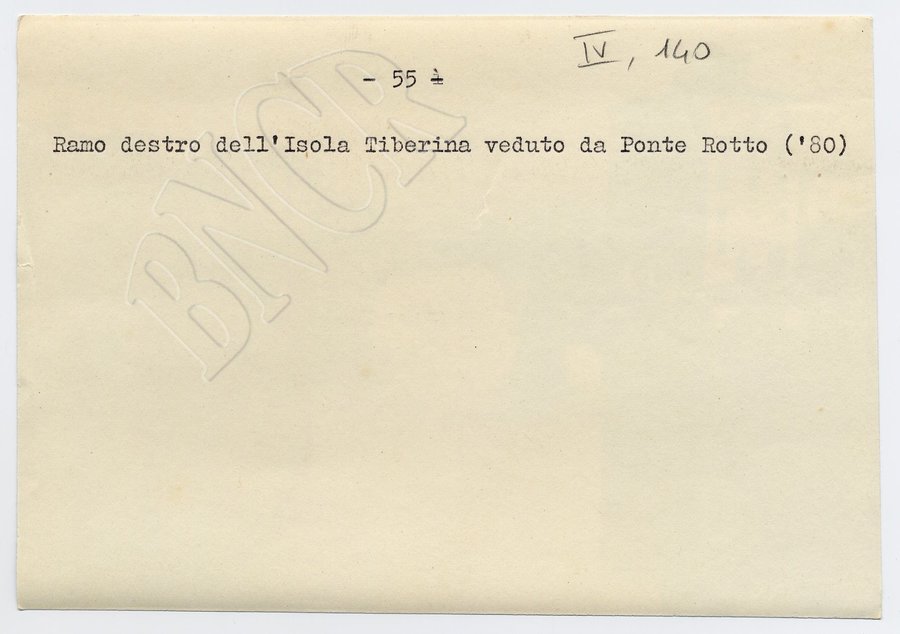 IV, 140
- 55 -
Ramo destro dell'Isola Tiberina veduto da Ponte Rotto ('80)
BNCR